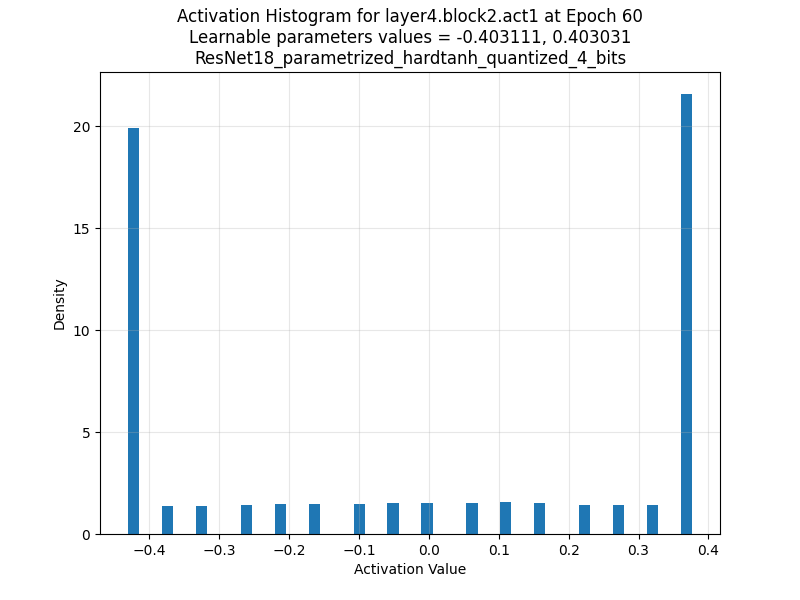 Activation Histogram for layer4.block2.act1 at Epoch 60
Learnable parameters values = -0.403111, 0.403031
ResNet18_parametrized_hardtanh_quantized_4_bits
20
15
10
5
0
Density
−0.4 −0.3 −0.2 −0.1 0.0 0.1 0.2 0.3 0.4
Activation Value